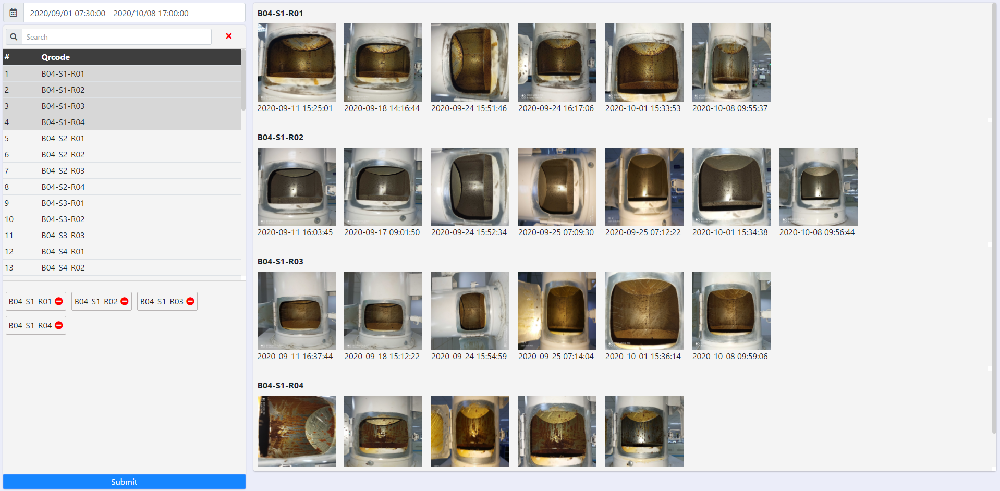 2020/09/01 07:30:00 - 2020/10/08 17:00:00
Search
# Qrcode
1 B04-S1-R01
2 B04-S1-R02
3 B04-S1-R03
4 B04-S1-R04
5 B04-S2-R01
6 B04-S2-R02
7 B04-S2-R03
8 B04-S2-R04
9 B04-S3-R01
10 B04-S3-R02
11 B04-S3-R03
12 B04-S4-R01
13 B04-S4-R02
B04-S1-R01 B04-S1-R02 B04-S1-R03
B04-S1-R04
Submit
B04-S1-R01
2020-09-11 15:25:01 2020-09-18 14:16:44 2020-09-24 15:51:46 2020-09-24 16:17:06 2020-10-01 15:33:53 2020-10-08 09:55:37
B04-S1-R02
2020-09-11 16:03:45 2020-09-17 09:01:50 2020-09-24 15:52:34 2020-09-25 07:09:30 2020-09-25 07:12:22 2020-10-01 15:34:38 2020-10-08 09:56:44
B04-S1-R03
2020-09-11 16:37:44 2020-09-18 15:12:22 2020-09-24 15:54:59 2020-09-25 07:14:04 2020-10-01 15:36:14 2020-10-08 09:59:06
B04-S1-R04